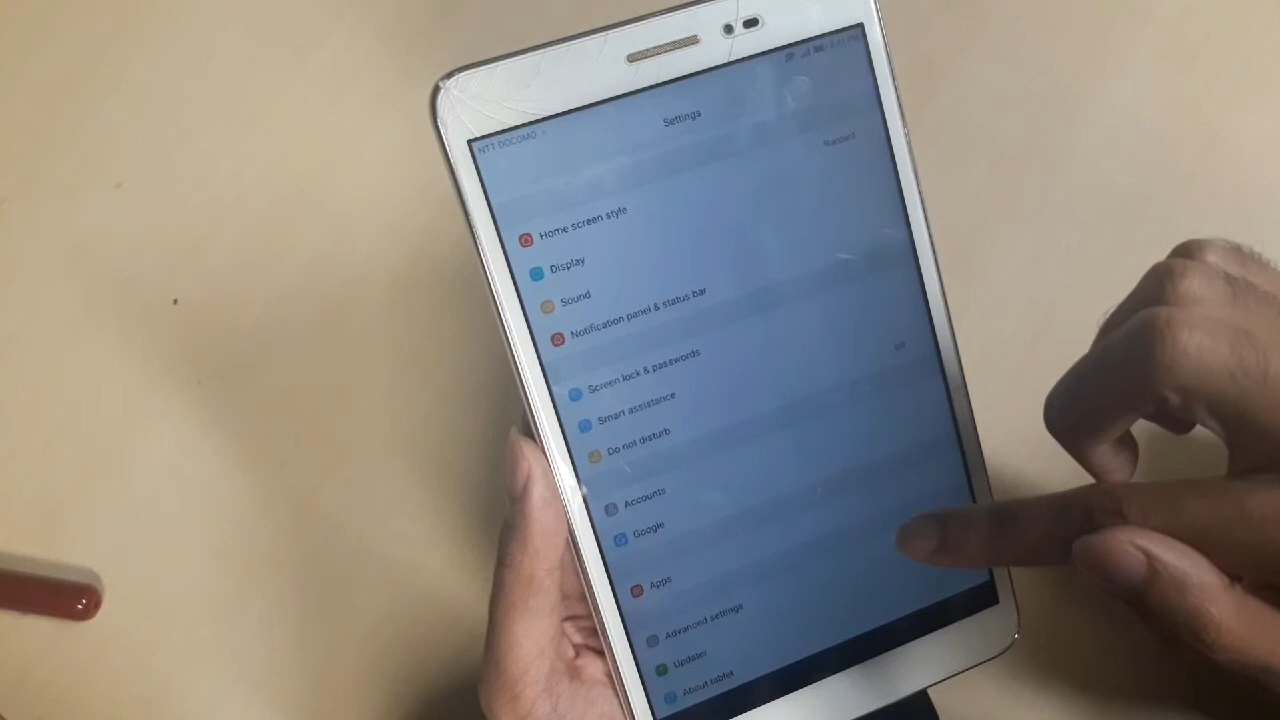 NTT DOCOMO
Settings
Standard
Home screen style
Display
Sound
Notification panel & status bar
Screen lock & passwords
Smart assistance
Do not disturb
Off
Accounts
Google
Apps
Advanced settings
Updater
About tablet